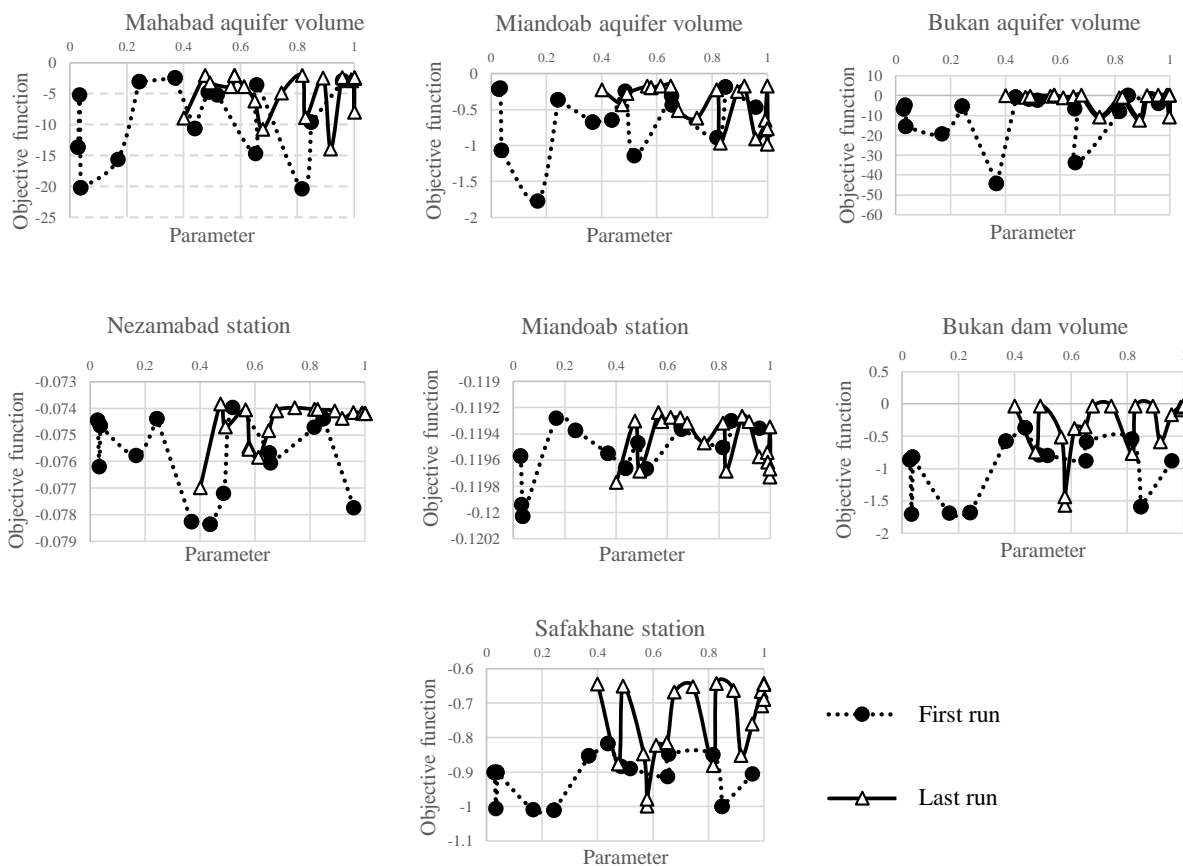 Mahabad aquifer volume
0 0.2 0.4 0.6 0.8 1
0
-5
-10
-15
-20
-25
Objective function
Parameter
Miandoab aquifer volume
0 0.2 0.4 0.6 0.8 1
0
-0.5
-1
-1.5
-2
Objective function
Parameter
Bukan aquifer volume
0 0.2 0.4 0.6 0.8 1
10
0
-10
-20
-30
-40
-50
-60
Objective function
Parameter
Nezamabad station
0 0.2 0.4 0.6 0.8 1
-0.073
-0.074
-0.075
-0.076
-0.077
-0.078
-0.079
Objective function
Parameter
Miandoab station
0 0.2 0.4 0.6 0.8 1
-0.119
-0.1192
-0.1194
-0.1196
-0.1198
-0.12
-0.1202
Objective function
Parameter
Bukan dam volume
0 0.2 0.4 0.6 0.8 1
0.5
0
-0.5
-1
-1.5
-2
Objective function
Parameter
Safakhane station
0 0.2 0.4 0.6 0.8 1
-0.6
-0.7
-0.8
-0.9
-1
-1.1
Objective function
Parameter
First run
Last run